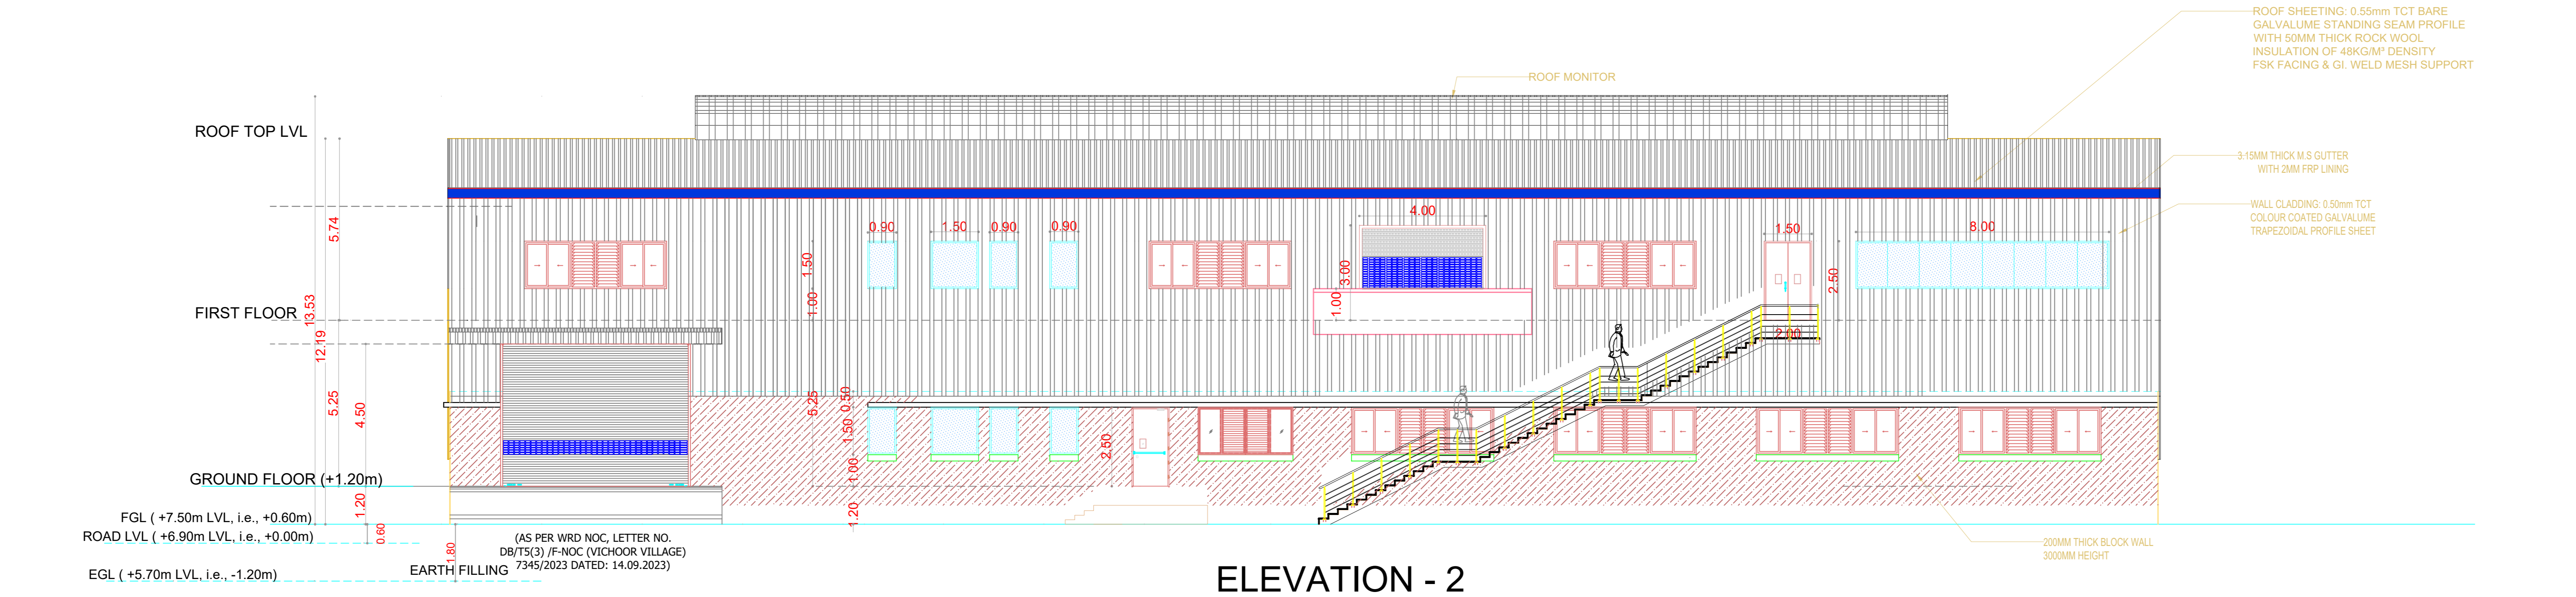 ROOF SHEETING: 0.55mm TCT BARE
GALVALUME STANDING SEAM PROFILE
WITH 50MM THICK ROCK WOOL
INSULATION OF 48KG/M³ DENSITY
FSK FACING & GI. WELD MESH SUPPORT
ROOF MONITOR
ROOF TOP LVL
3.15MM THICK M.S GUTTER
WITH 2MM FRP LINING
WALL CLADDING: 0.50mm TCT
COLOUR COATED GALVALUME
TRAPEZOIDAL PROFILE SHEET
5.74
0.90
1.50
0.90
0.90
4.00
1.50
8.00
1.50
3.00
2.50
13.53
1.00
1.00
FIRST FLOOR
12.19
2.00
5.25
4.50
5.25
0.50
1.50
2.50
1.00
GROUND FLOOR (+1.20m)
1.20
1.20
FGL ( +7.50m LVL, i.e., +0.60m)
ROAD LVL ( +6.90m LVL, i.e., +0.00m)
0.60
1.80
EGL ( +5.70m LVL, i.e., -1.20m)
EARTH FILLING
(AS PER WRD NOC, LETTER NO.
DB/T5(3) /F-NOC (VICHOOR VILLAGE)
7345/2023 DATED: 14.09.2023)
200MM THICK BLOCK WALL
3000MM HEIGHT
ELEVATION - 2